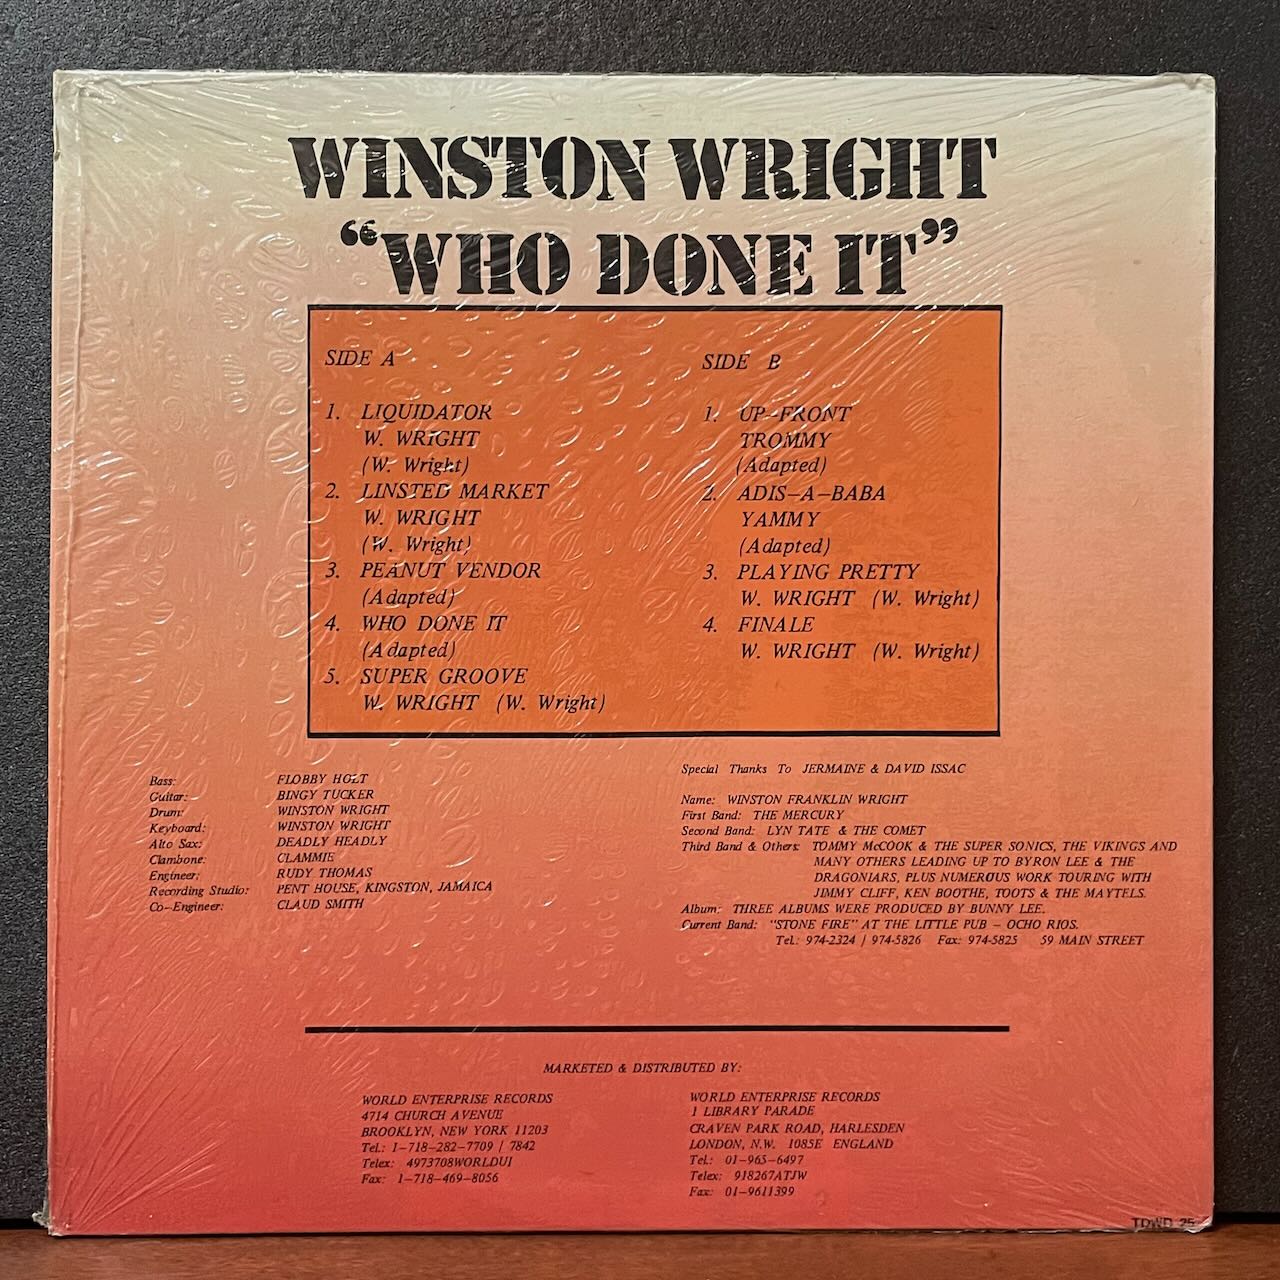 WINSTON WRIGHT
“WHO DONE IT”
SIDE A
1. LIQUIDATOR
W. WRIGHT
(W. Wright)
2. LINSTED MARKET
W. WRIGHT
(W. Wright)
3. PEANUT VENDOR
(Adapted)
4. WHO DONE IT
(Adapted)
5. SUPER GROOVE
W. WRIGHT (W. Wright)
SIDE B
1. UP-FRONT
TROMMY
(Adapted)
2. ADIS-A-BABA
YAMMY
(Adapted)
3. PLAYING PRETTY
W. WRIGHT (W. Wright)
4. FINALE
W. WRIGHT (W. Wright)
Bass: FLOBBY HOLT
Guitar: BINGY TUCKER
Drum: WINSTON WRIGHT
Keyboard: WINSTON WRIGHT
Alto Sax: DEADLY HEADLY
Clambone: CLAMMIE
Engineer: RUDY THOMAS
Recording Studio: PENT HOUSE, KINGSTON, JAMAICA
Co-Engineer: CLAUD SMITH
Special Thanks To JERMAINE & DAVID ISSAC
Name: WINSTON FRANKLIN WRIGHT
First Band: THE MERCURY
Second Band: LYN TATE & THE COMET
Third Band & Others: TOMMY McCOOK & THE SUPER SONICS, THE VIKINGS AND
MANY OTHERS LEADING UP TO BYRON LEE & THE
DRAGONIARS, PLUS NUMEROUS WORK TOURING WITH
JIMMY CLIFF, KEN BOOTHE, TOOTS & THE MAYTELS.
Album: THREE ALBUMS WERE PRODUCED BY BUNNY LEE.
Current Band: "STONE FIRE" AT THE LITTLE PUB – OCHO RIOS.
Tel.: 974-2324 / 974-5826 Fax: 974-5825 59 MAIN STREET
MARKETED & DISTRIBUTED BY:
WORLD ENTERPRISE RECORDS
4714 CHURCH AVENUE
BROOKLYN, NEW YORK 11203
Tel.: 1-718-282-7709 / 7842
Telex: 4973708WORLDUI
Fax: 1-718-469-8056
WORLD ENTERPRISE RECORDS
1 LIBRARY PARADE
CRAVEN PARK ROAD, HARLESDEN
LONDON, N.W. 1085E ENGLAND
Tel.: 01-965-6497
Telex: 918267ATJW
Fax: 01-9611399
TDWD 25